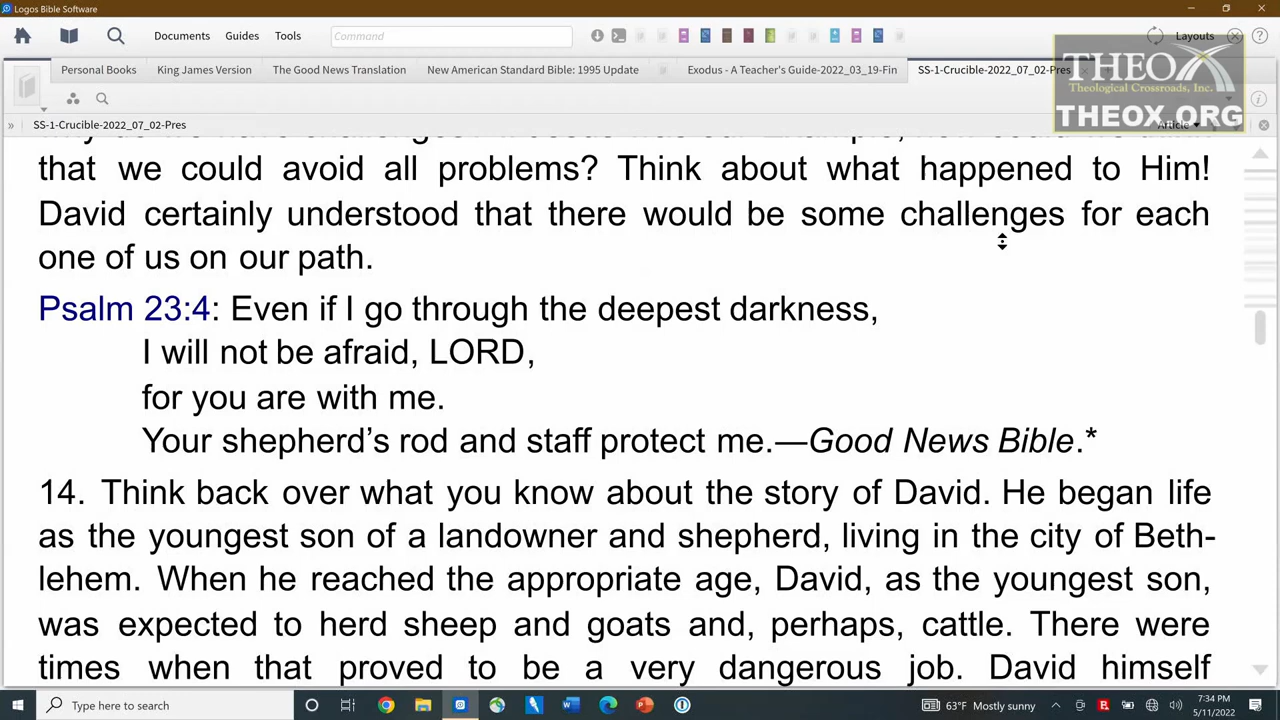 Logos Bible Software
Documents Guides Tools Command Layouts
Personal Books King James Version The Good News Translation New American Standard Bible: 1995 Update Exodus - A Teacher's Guide-2022_03_19-Fin SS-1-Crucible-2022_07_02-Pres
THEOX
Theological Crossroads, Inc.
THEOX.ORG
» SS-1-Crucible-2022_07_02-Pres Article
that we could avoid all problems? Think about what happened to Him!
David certainly understood that there would be some challenges for each
one of us on our path.
Psalm 23:4: Even if I go through the deepest darkness,
I will not be afraid, LORD,
for you are with me.
Your shepherd’s rod and staff protect me.—Good News Bible.*
14. Think back over what you know about the story of David. He began life
as the youngest son of a landowner and shepherd, living in the city of Beth-
lehem. When he reached the appropriate age, David, as the youngest son,
was expected to herd sheep and goats and, perhaps, cattle. There were
times when that proved to be a very dangerous job. David himself
Type here to search
63°F Mostly sunny
7:34 PM
5/11/2022